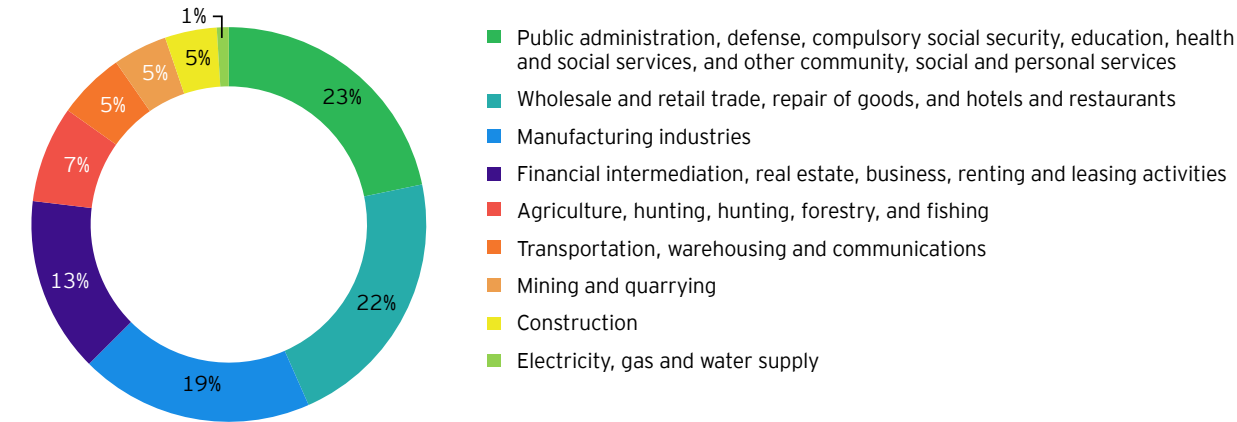 1%
5%
5%
5%
7%
13%
19%
22%
23%
Public administration, defense, compulsory social security, education, health
and social services, and other community, social and personal services
Wholesale and retail trade, repair of goods, and hotels and restaurants
Manufacturing industries
Financial intermediation, real estate, business, renting and leasing activities
Agriculture, hunting, hunting, forestry, and fishing
Transportation, warehousing and communications
Mining and quarrying
Construction
Electricity, gas and water supply